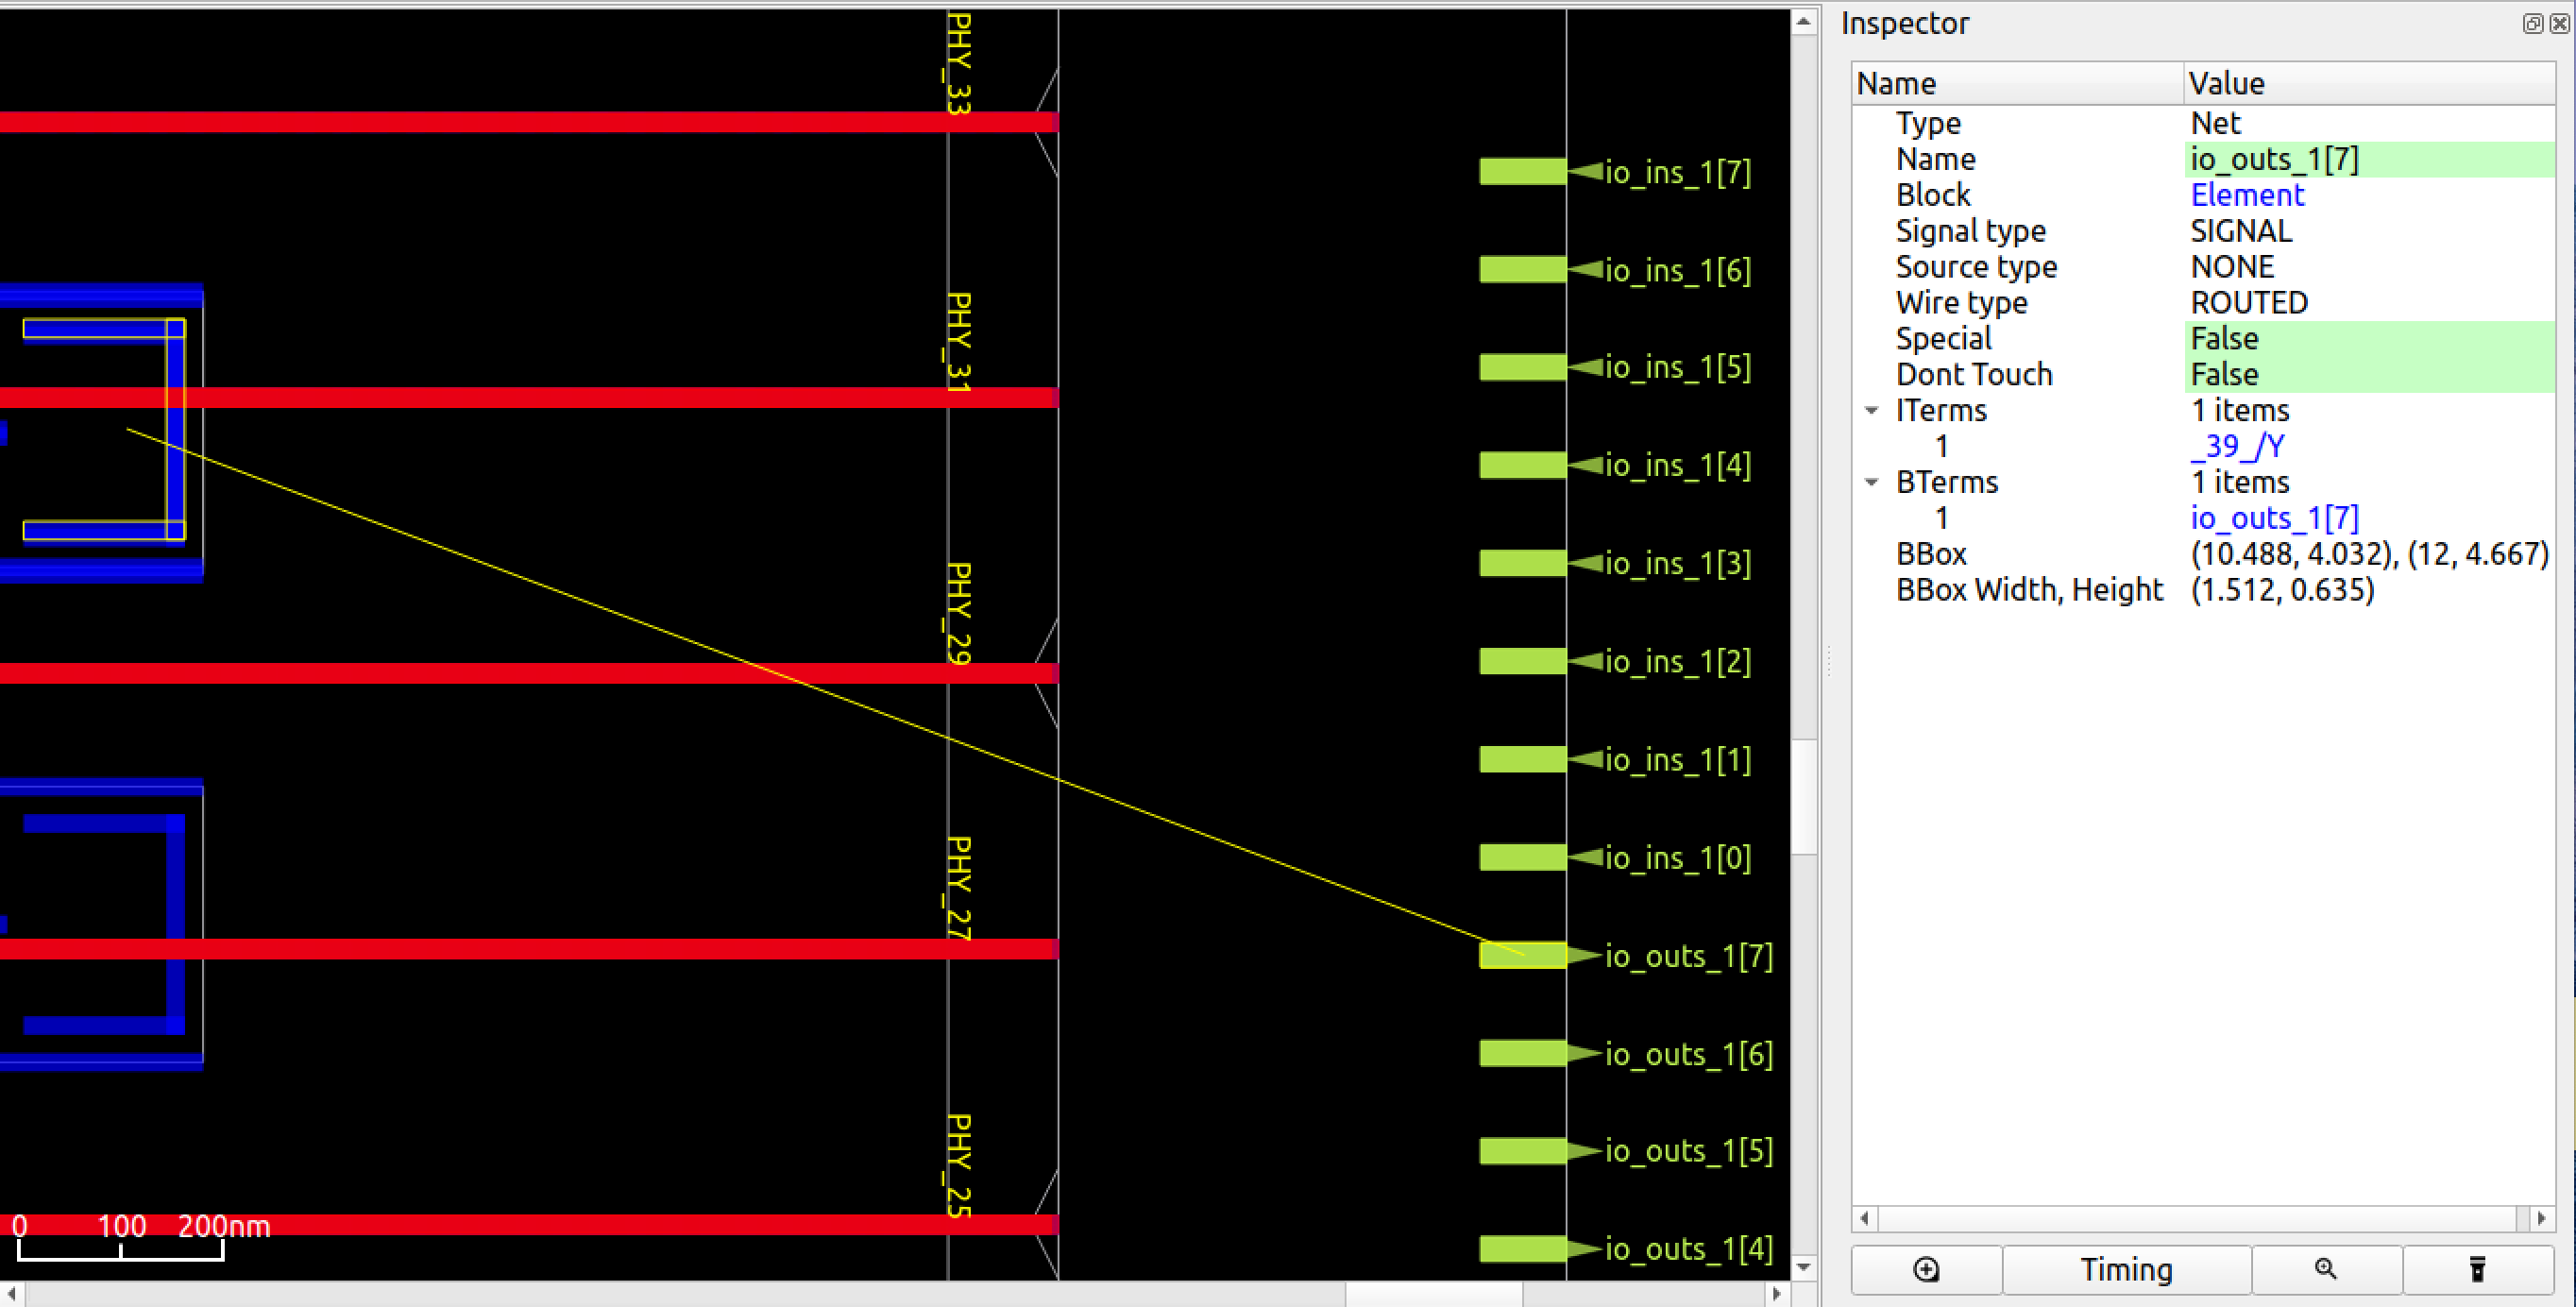 PHY_33
PHY_31
PHY_29
PHY_27
PHY_25
io_ins_1[7]
io_ins_1[6]
io_ins_1[5]
io_ins_1[4]
io_ins_1[3]
io_ins_1[2]
io_ins_1[1]
io_ins_1[0]
io_outs_1[7]
io_outs_1[6]
io_outs_1[5]
io_outs_1[4]
0 100 200nm
Inspector
Name Value
Type Net
Name io_outs_1[7]
Block Element
Signal type SIGNAL
Source type NONE
Wire type ROUTED
Special False
Dont Touch False
ITerms 1 items
1 _39_/Y
BTerms 1 items
1 io_outs_1[7]
BBox (10.488, 4.032), (12, 4.667)
BBox Width, Height (1.512, 0.635)
Timing